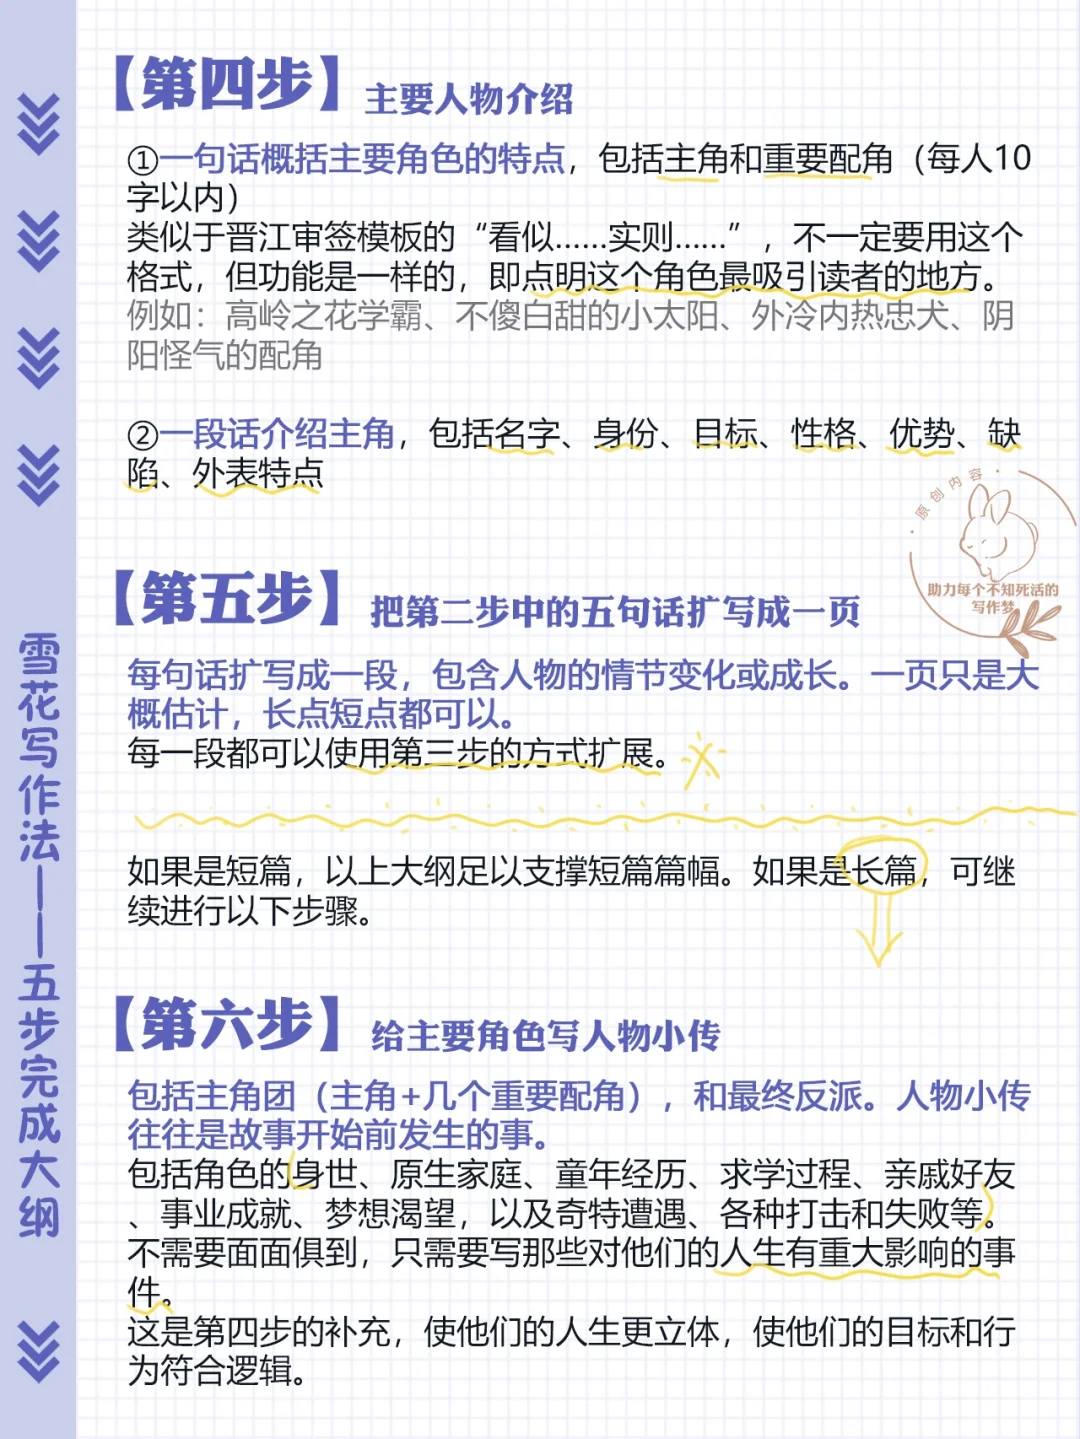 【第四步】主要人物介绍
①一句话概括主要角色的特点，包括主角和重要配角（每人10
字以内）
类似于晋江审签模板的“看似……实则……”，不一定要用这个
格式，但功能是一样的，即点明这个角色最吸引读者的地方。
例如：高岭之花学霸、不傻白甜的小太阳、外冷内热忠犬、阴
阳怪气的配角
②一段话介绍主角，包括名字、身份、目标、性格、优势、缺
陷、外表特点
·原创内容·
助力每个不知死活的
写作梦
【第五步】把第二步中的五句话扩写成一页
每句话扩写成一段，包含人物的情节变化或成长。一页只是大
概估计，长点短点都可以。
每一段都可以使用第三步的方式扩展。
如果是短篇，以上大纲足以支撑短篇篇幅。如果是长篇，可继
续进行以下步骤。
【第六步】给主要角色写人物小传
包括主角团（主角+几个重要配角），和最终反派。人物小传
往往是故事开始前发生的事。
包括角色的身世、原生家庭、童年经历、求学过程、亲戚好友
、事业成就、梦想渴望，以及奇特遭遇、各种打击和失败等。
不需要面面俱到，只需要写那些对他们的人生有重大影响的事
件。
这是第四步的补充，使他们的人生更立体，使他们的目标和行
为符合逻辑。
雪花写作法——五步完成大纲